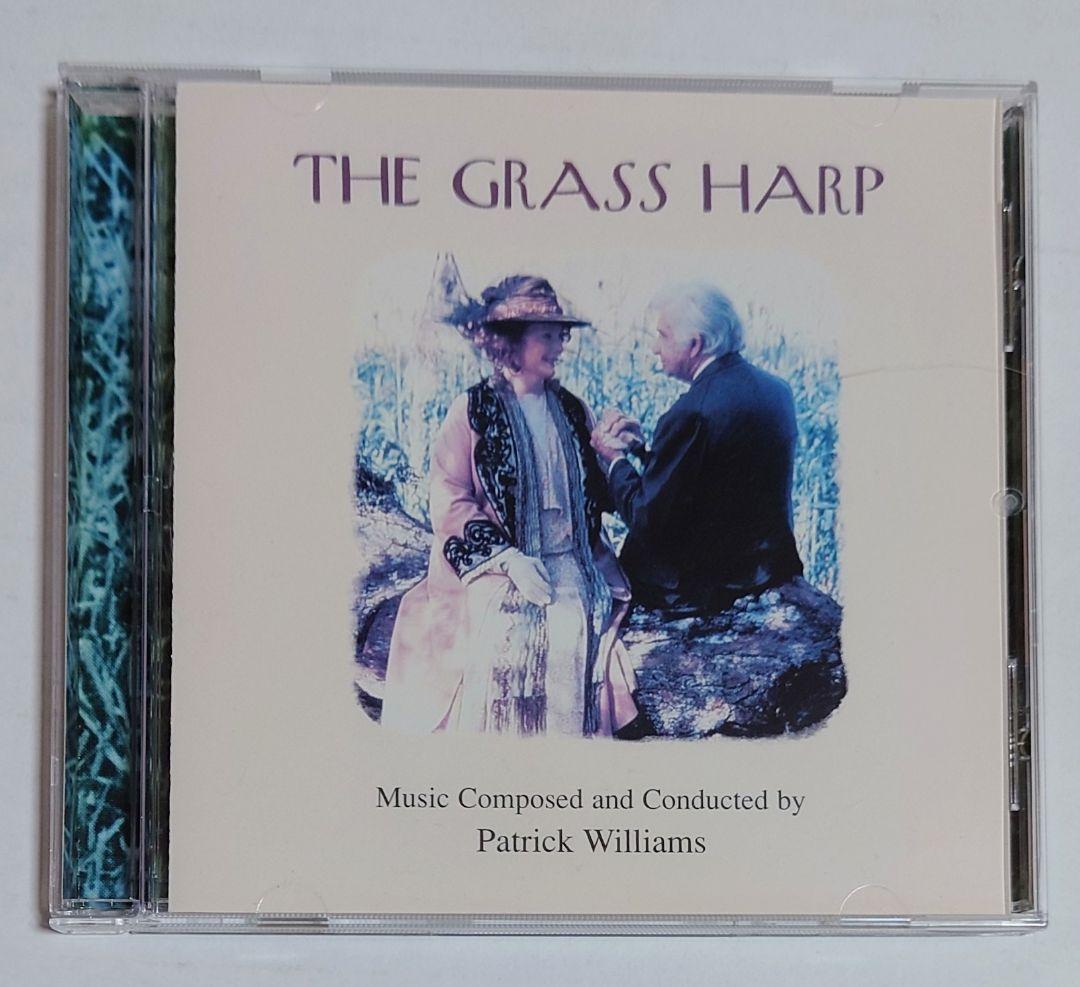 THE GRASS HARP
Music Composed and Conducted by
Patrick Williams